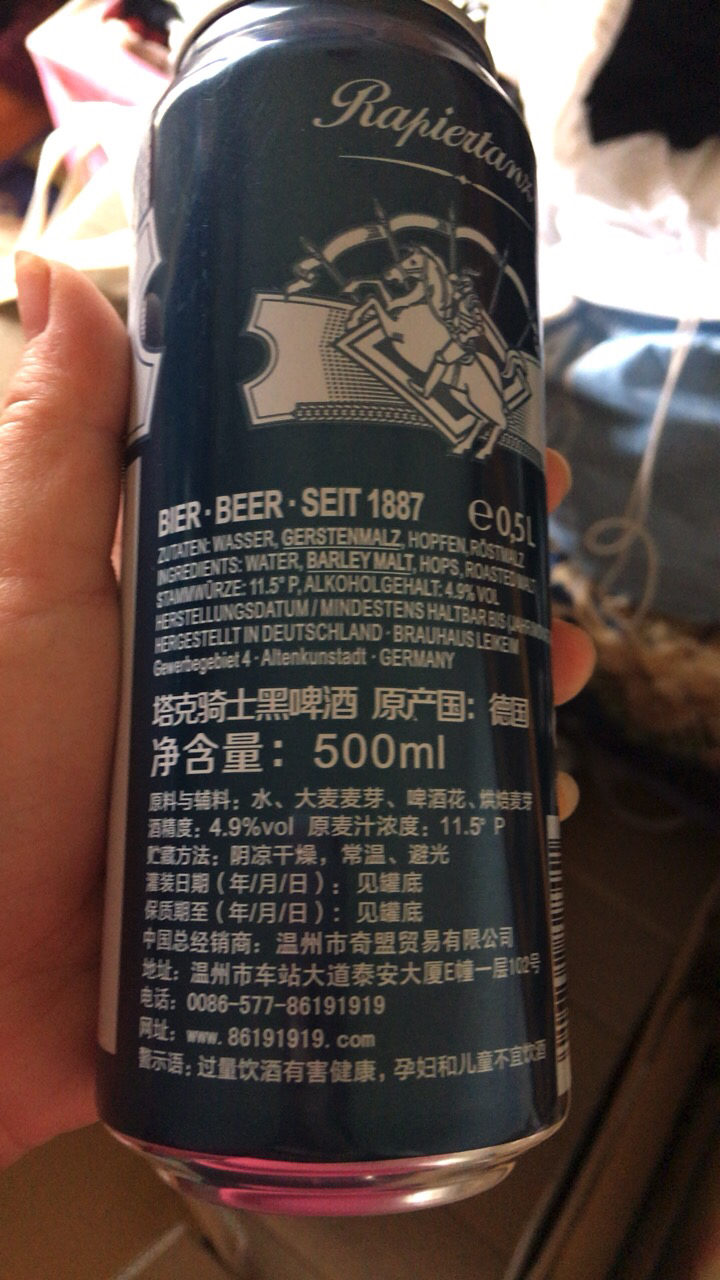 Rapiertanz
BIER · BEER · SEIT 1887 ℮ 0,5L
ZUTATEN: WASSER, GERSTENMALZ, HOPFEN, RÖSTMALZ
INGREDIENTS: WATER, BARLEY MALT, HOPS, ROASTED MALT
STAMMWÜRZE: 11.5° P, ALKOHOLGEHALT: 4.9% VOL
HERSTELLUNGSDATUM / MINDESTENS HALTBAR BIS
HERGESTELLT IN DEUTSCHLAND · BRAUHAUS LEIKEIM
Gewerbegebiet 4 · Altenkunstadt · GERMANY
塔克骑士黑啤酒 原产国：德国
净含量：500ml
原料与辅料：水、大麦麦芽、啤酒花、烘焙麦芽
酒精度：4.9%vol 原麦汁浓度：11.5° P
贮藏方法：阴凉干燥，常温、避光
灌装日期（年/月/日）：见罐底
保质期至（年/月/日）：见罐底
中国总经销商：温州市奇盟贸易有限公司
地址：温州市车站大道泰安大厦E幢一层102号
电话：0086-577-86191919
网址：www.86191919.com
警示语：过量饮酒有害健康，孕妇和儿童不宜饮酒